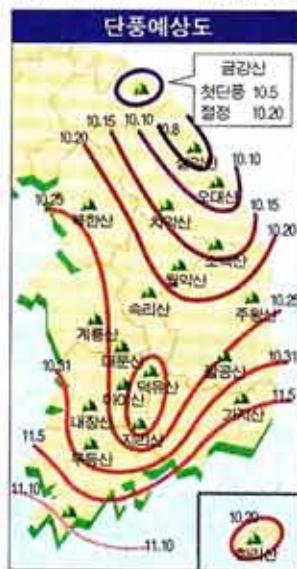 단풍예상도
금강산
첫단풍 10.5
절정 10.20
10.8
10.10
10.15
10.20
설악산
10.10
오대산
10.15
10.25
북한산
치악산
10.20
소백산
월악산
속리산
10.25
주왕산
계룡산
대둔산
10.31
10.31
덕유산
팔공산
마이산
11.5
내장산
가지산
지리산
무등산
11.5
11.10
11.10
10.20
한라산